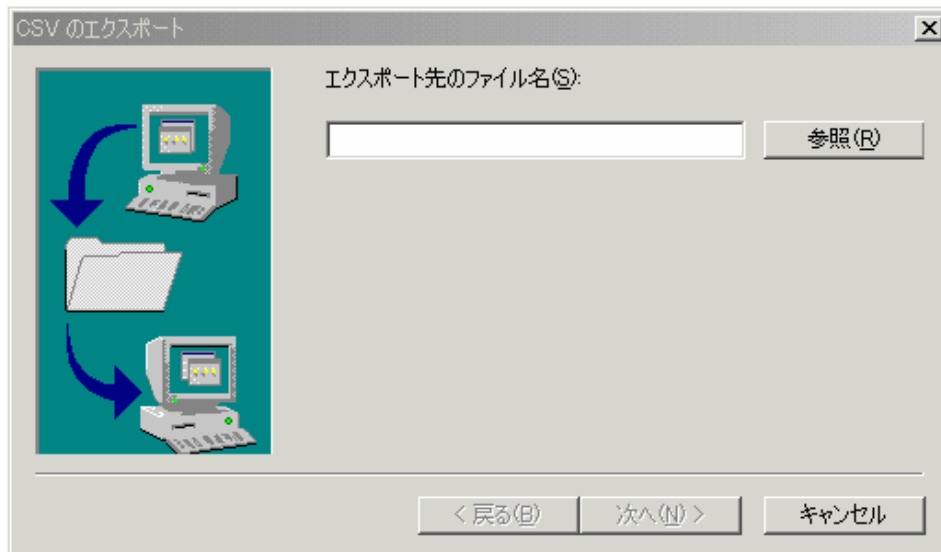 CSV のエクスポート
エクスポート先のファイル名(S):
参照(R)
< 戻る(B)
次へ(N) >
キャンセル